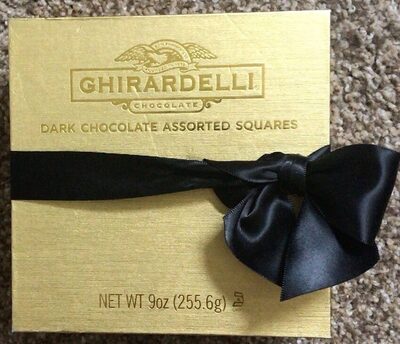 GHIRARDELLI
CHOCOLATE
DARK CHOCOLATE ASSORTED SQUARES
NET WT 9oz (255.6g)